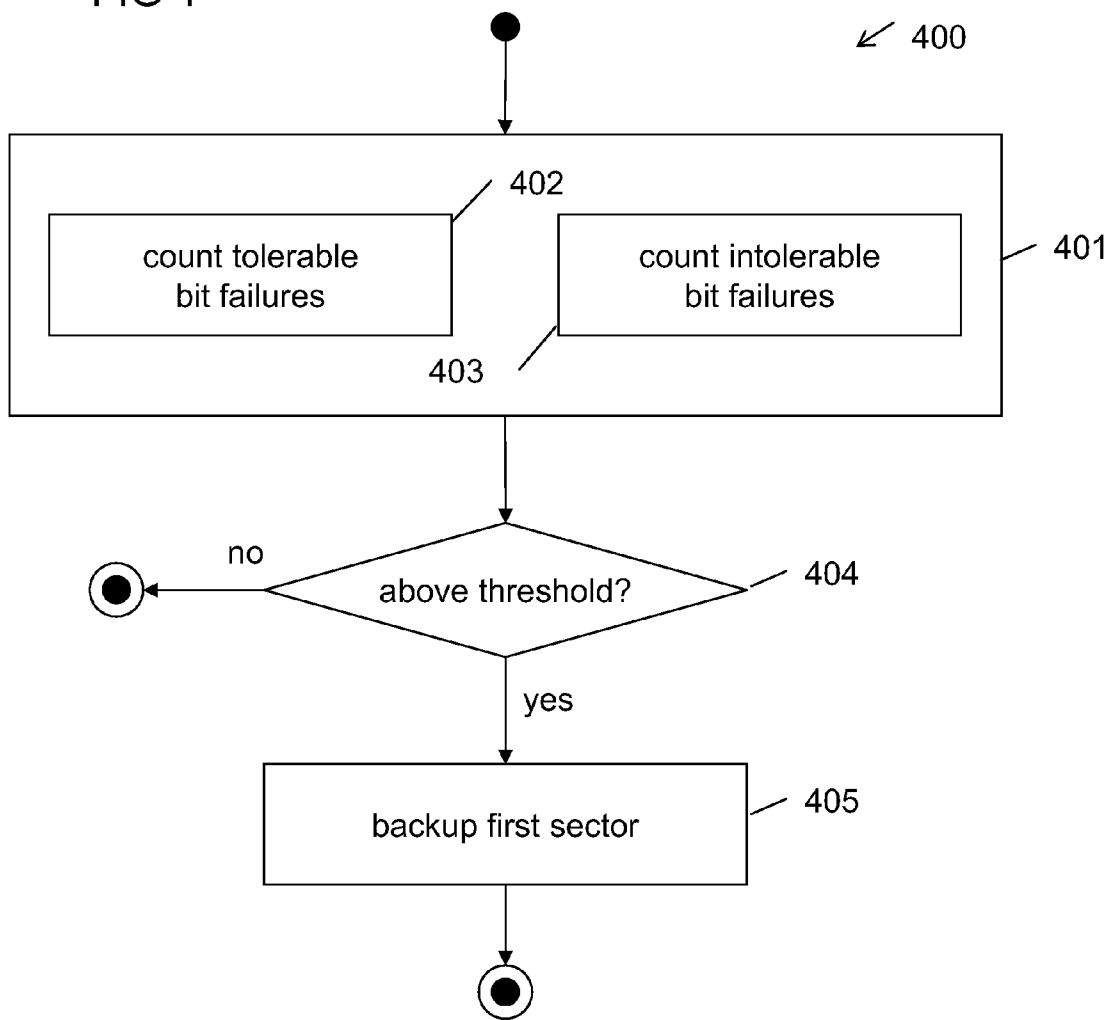 400
402
count tolerable
bit failures
count intolerable
bit failures
401
403
no
above threshold?
404
yes
backup first sector
405